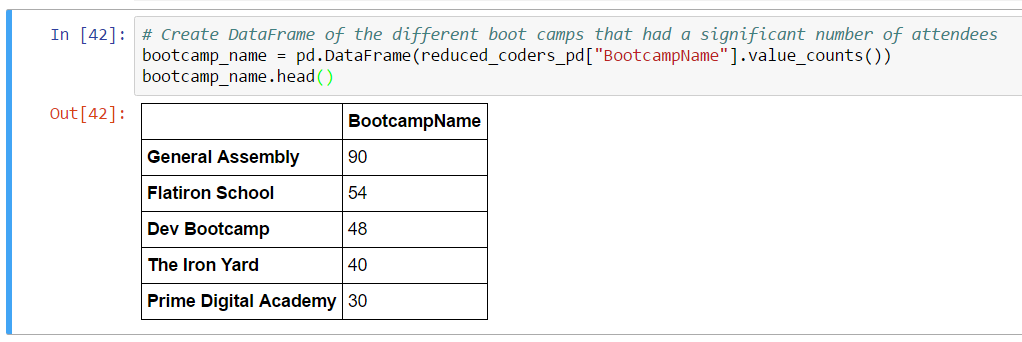 In [42]: # Create DataFrame of the different boot camps that had a significant number of attendees
bootcamp_name = pd.DataFrame(reduced_coders_pd["BootcampName"].value_counts())
bootcamp_name.head()
Out[42]:
BootcampName
General Assembly 90
Flatiron School 54
Dev Bootcamp 48
The Iron Yard 40
Prime Digital Academy 30